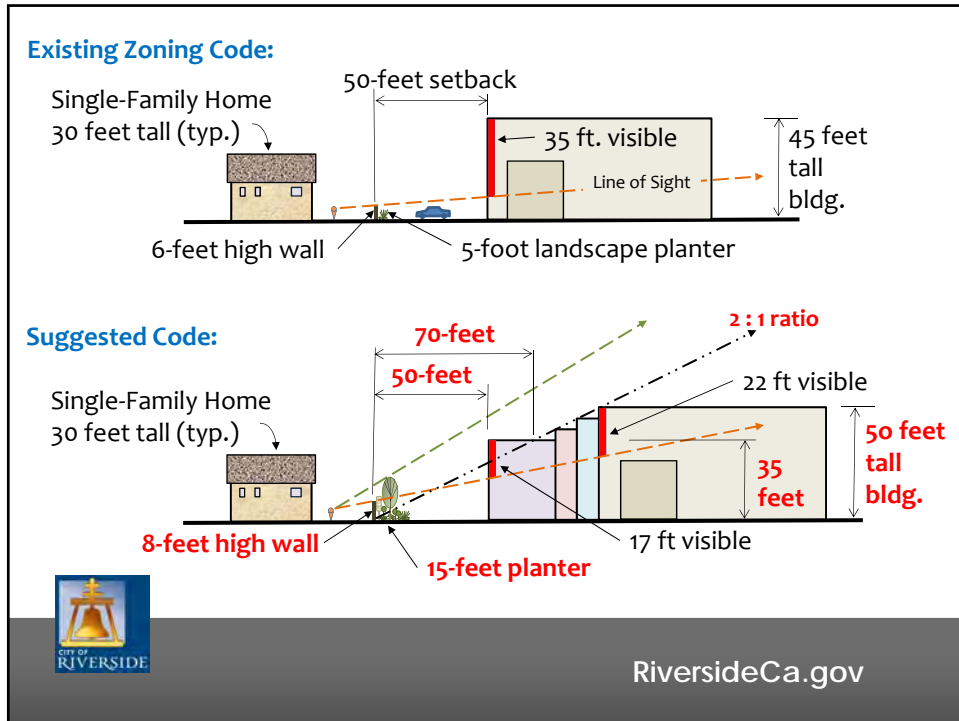 Existing Zoning Code:
50-feet setback
Single-Family Home
30 feet tall (typ.)
35 ft. visible
45 feet
tall
bldg.
Line of Sight
6-feet high wall
5-foot landscape planter
2 : 1 ratio
Suggested Code:
70-feet
50-feet
22 ft visible
Single-Family Home
30 feet tall (typ.)
50 feet
tall
bldg.
35
feet
8-feet high wall
17 ft visible
15-feet planter
CITY OF
RIVERSIDE
RiversideCa.gov